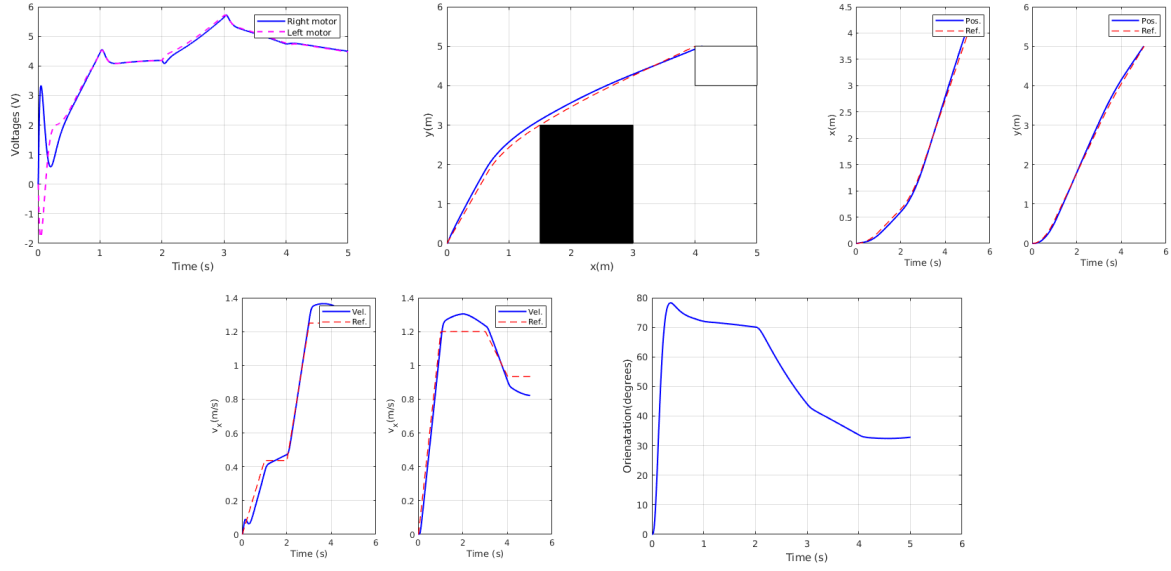 6
5
4
3
2
1
0
-1
-2
Voltages (V)
0 1 2 3 4 5
Time (s)
Right motor
Left motor
6
5
4
3
2
1
0
y(m)
0 1 2 3 4 5
x(m)
4.5
4
3.5
3
2.5
2
1.5
1
0.5
0
x(m)
0 2 4 6
Time (s)
Pos.
Ref.
6
5
4
3
2
1
0
y(m)
0 2 4 6
Time (s)
Pos.
Ref.
1.4
1.2
1
0.8
0.6
0.4
0.2
0
v_x(m/s)
0 2 4 6
Time (s)
Vel.
Ref.
1.4
1.2
1
0.8
0.6
0.4
0.2
0
v_x(m/s)
0 2 4 6
Time (s)
Vel.
Ref.
80
70
60
50
40
30
20
10
0
Orienatation(degrees)
0 1 2 3 4 5 6
Time (s)